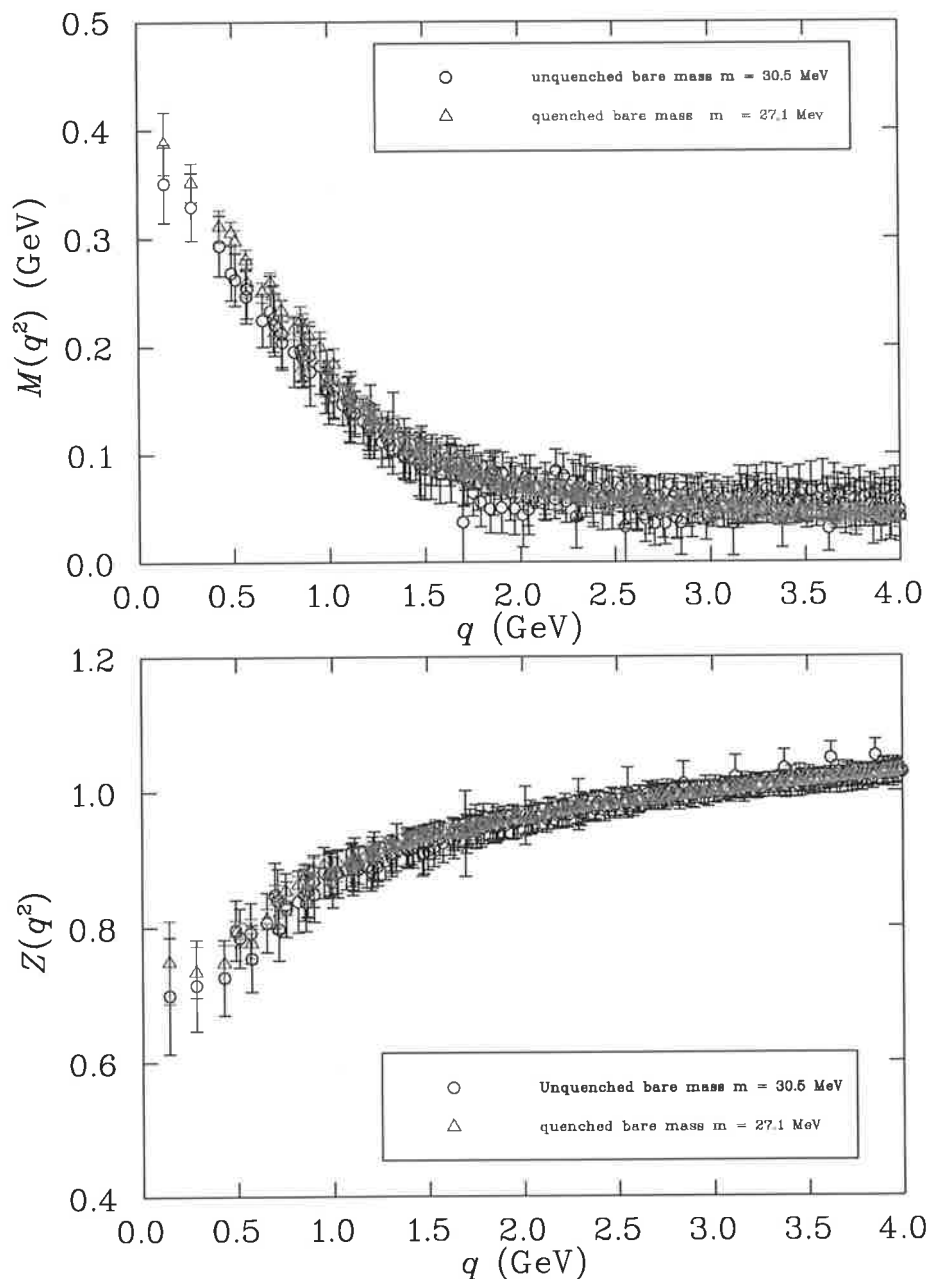 0.5
0.4
0.3
0.2
0.1
0.0
M(q²) (GeV)
unquenched bare mass m = 30.5 MeV
quenched bare mass m = 27.1 Mev
0.0 0.5 1.0 1.5 2.0 2.5 3.0 3.5 4.0
q (GeV)
1.2
1.0
0.8
0.6
0.4
Z(q²)
Unquenched bare mass m = 30.5 MeV
quenched bare mass m = 27.1 MeV
0.0 0.5 1.0 1.5 2.0 2.5 3.0 3.5 4.0
q (GeV)